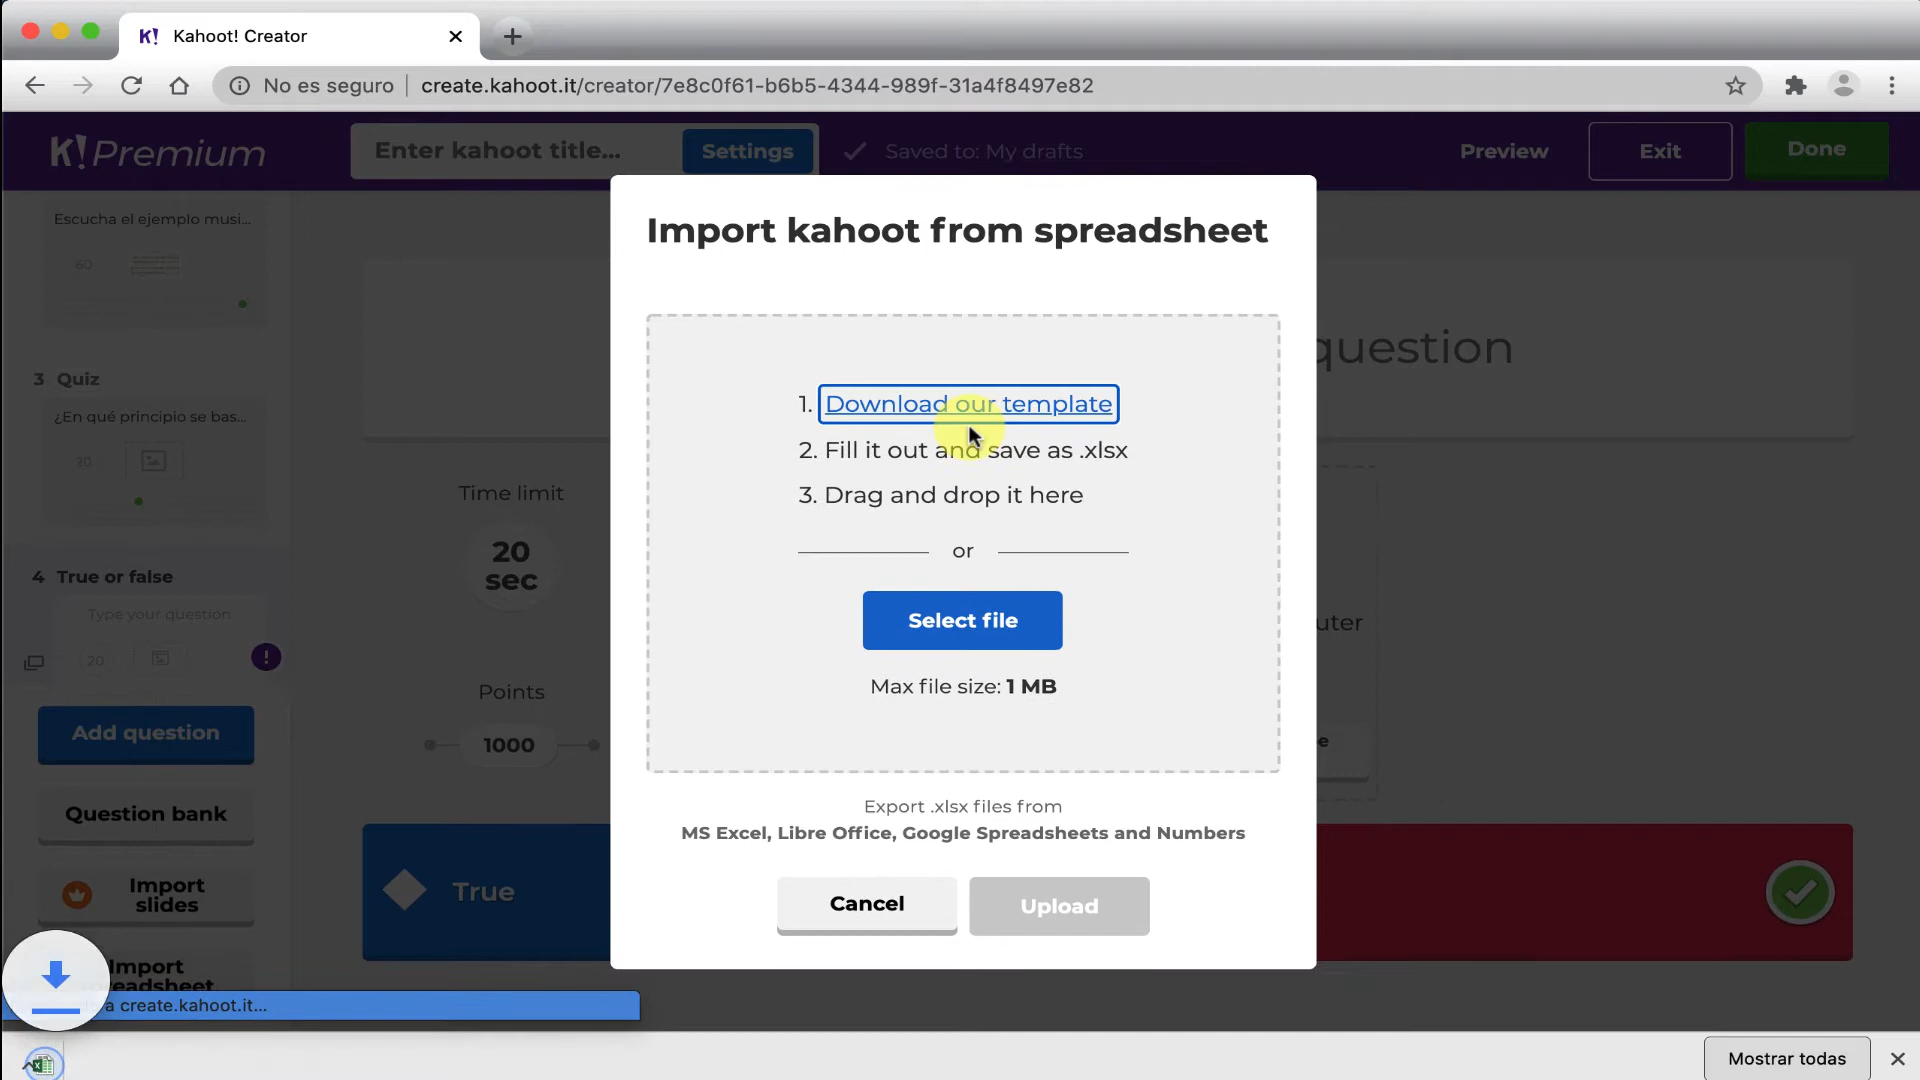 K! Kahoot! Creator
No es seguro | create.kahoot.it/creator/7e8c0f61-b6b5-4344-989f-31a4f8497e82
K! Premium
Enter kahoot title...
Settings
Saved to: My drafts
Preview
Exit
Done
Escucha el ejemplo musi...
60
3 Quiz
¿En qué principio se bas...
20
4 True or false
Type your question
20
!
Add question
Question bank
Import
slides
Import
a create.kahoot.it...
question
Time limit
20
sec
Points
1000
True
Import kahoot from spreadsheet
1. Download our template
2. Fill it out and save as .xlsx
3. Drag and drop it here
or
Select file
Max file size: 1 MB
Export .xlsx files from
MS Excel, Libre Office, Google Spreadsheets and Numbers
Cancel
Upload
Mostrar todas